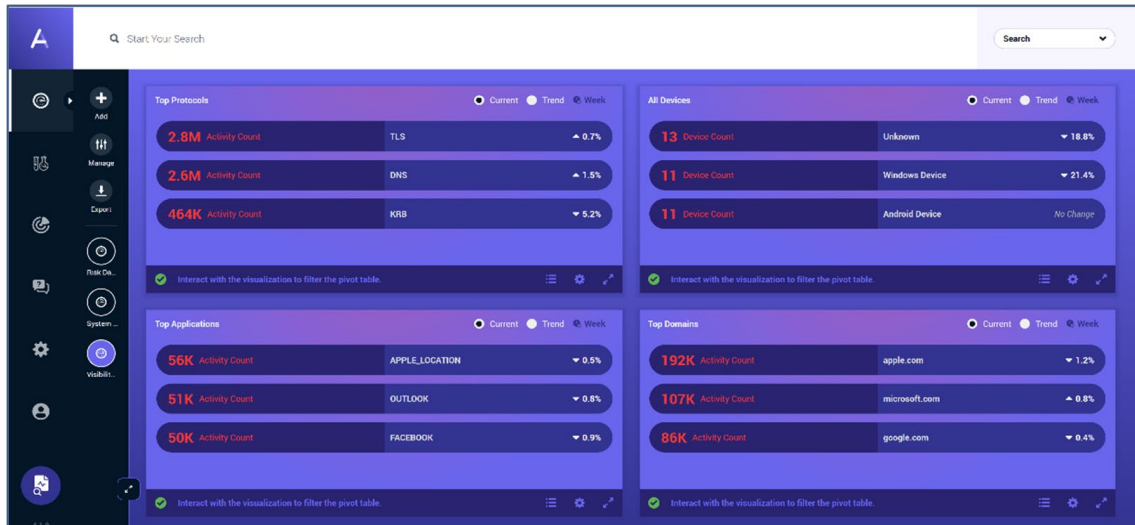 Start Your Search
Search
Add
Manage
Export
Risk Da...
System ...
Visibilit...
Top Protocols
Current Trend Week
2.8M Activity Count TLS 0.7%
2.6M Activity Count DNS 1.5%
464K Activity Count KRB 5.2%
Interact with the visualization to filter the pivot table.
All Devices
Current Trend Week
13 Device Count Unknown 18.8%
11 Device Count Windows Device 21.4%
11 Device Count Android Device No Change
Interact with the visualization to filter the pivot table.
Top Applications
Current Trend Week
56K Activity Count APPLE_LOCATION 0.5%
51K Activity Count OUTLOOK 0.8%
50K Activity Count FACEBOOK 0.9%
Interact with the visualization to filter the pivot table.
Top Domains
Current Trend Week
192K Activity Count apple.com 1.2%
107K Activity Count microsoft.com 0.8%
86K Activity Count google.com 0.4%
Interact with the visualization to filter the pivot table.